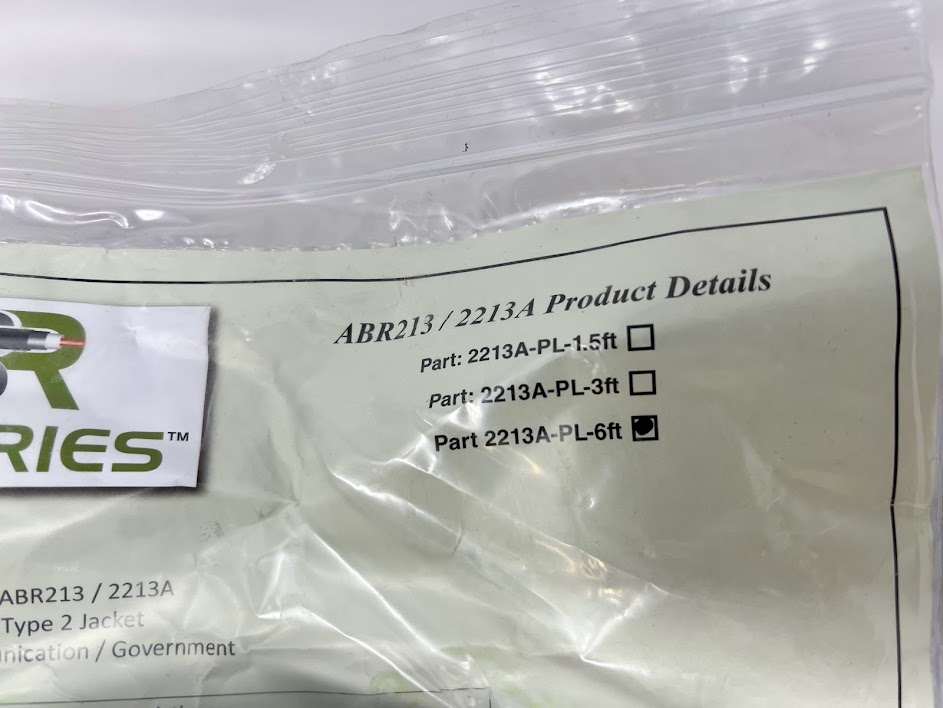 ABR213 / 2213A Product Details
Part: 2213A-PL-1.5ft
Part: 2213A-PL-3ft
Part 2213A-PL-6ft
R
RIES™
ABR213 / 2213A
Type 2 Jacket
nication / Government